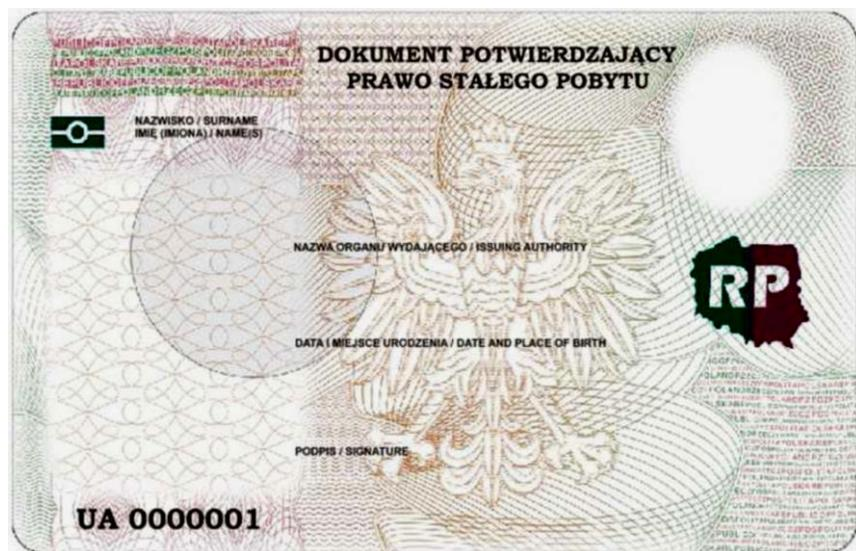 DOKUMENT POTWIERDZAJĄCY
PRAWO STAŁEGO POBYTU
NAZWISKO / SURNAME
IMIĘ (IMIONA) / NAME(S)
NAZWA ORGANU WYDAJĄCEGO / ISSUING AUTHORITY
RP
DATA I MIEJSCE URODZENIA / DATE AND PLACE OF BIRTH
PODPIS / SIGNATURE
UA 0000001